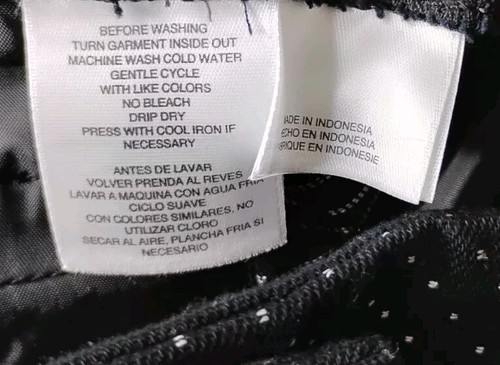 BEFORE WASHING
TURN GARMENT INSIDE OUT
MACHINE WASH COLD WATER
GENTLE CYCLE
WITH LIKE COLORS
NO BLEACH
DRIP DRY
PRESS WITH COOL IRON IF
NECESSARY
ANTES DE LAVAR
VOLVER PRENDA AL REVES
LAVAR A MAQUINA CON AGUA FRIA
CICLO SUAVE
CON COLORES SIMILARES, NO
UTILIZAR CLORO
SECAR AL AIRE, PLANCHA FRIA SI
NECESARIO
MADE IN INDONESIA
ECHO EN INDONESIA
RIQUE EN INDONESIE